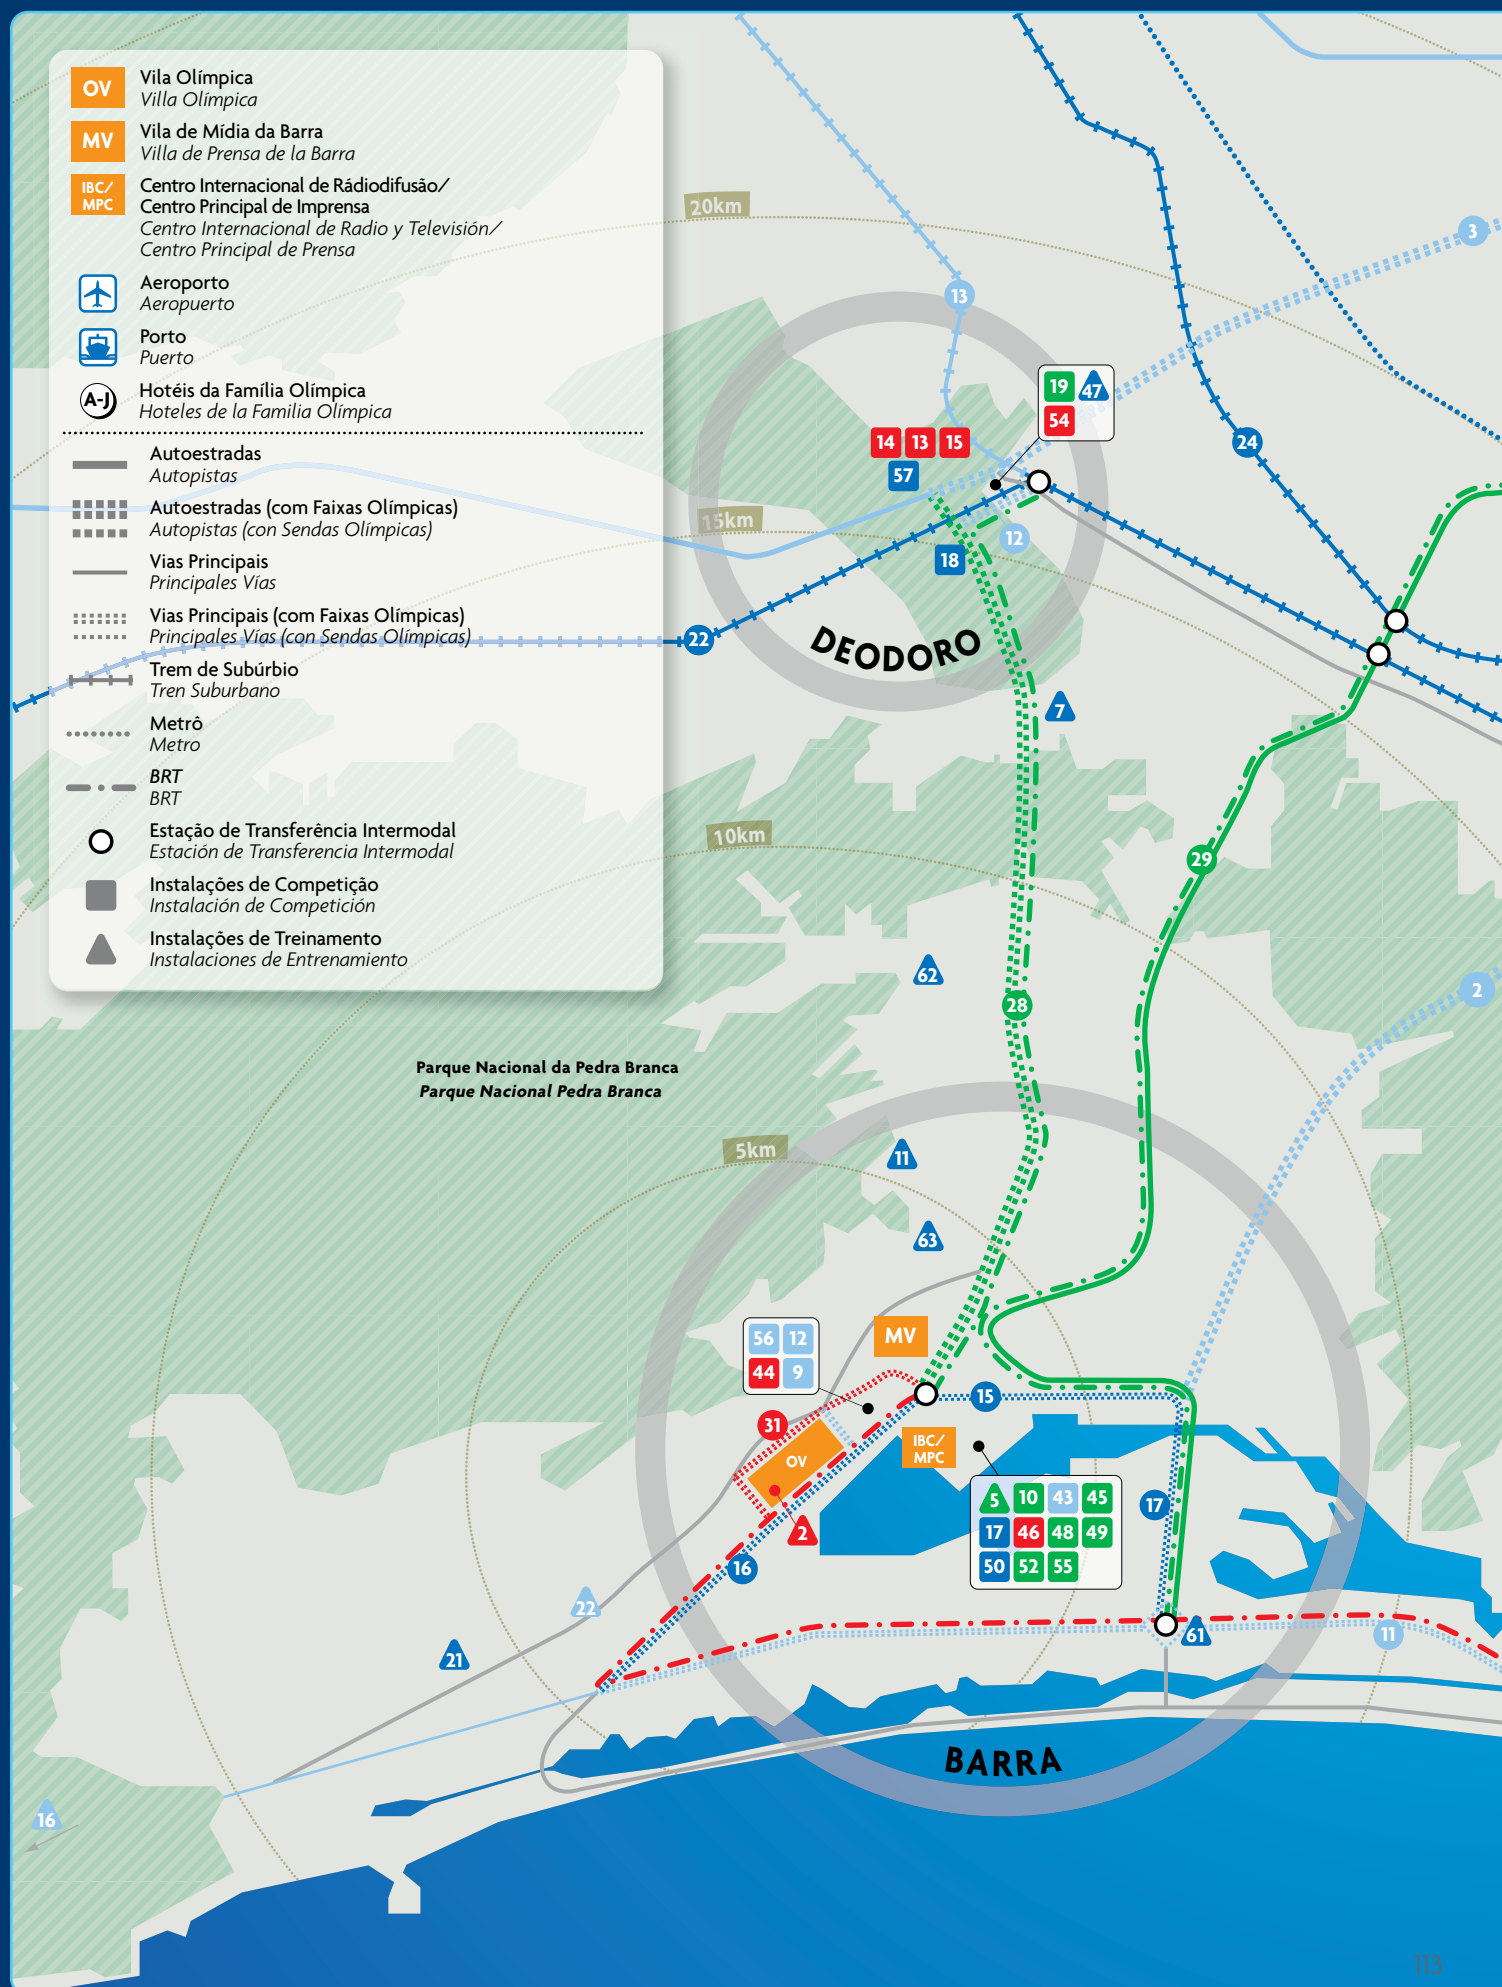 OV
Vila Olímpica
Villa Olímpica
MV
Vila de Mídia da Barra
Villa de Prensa de la Barra
IBC/
MPC
Centro Internacional de Rádiodifusão/
Centro Principal de Imprensa
Centro Internacional de Radio y Televisión/
Centro Principal de Prensa
Aeroporto
Aeropuerto
Porto
Puerto
A-J
Hotéis da Família Olímpica
Hoteles de la Familia Olímpica
Autoestradas
Autopistas
Autoestradas (com Faixas Olímpicas)
Autopistas (con Sendas Olímpicas)
Vias Principais
Principales Vías
Vias Principais (com Faixas Olímpicas)
Principales Vías (con Sendas Olímpicas)
Trem de Subúrbio
Tren Suburbano
Metrô
Metro
BRT
BRT
Estação de Transferência Intermodal
Estación de Transferencia Intermodal
Instalações de Competição
Instalación de Competición
Instalações de Treinamento
Instalaciones de Entrenamiento
20km
3
13
19 47
54
14 13 15
57
24
15km
12
18
22
DEODORO
7
10km
29
62
28
2
Parque Nacional da Pedra Branca
Parque Nacional Pedra Branca
5km
11
63
56 12
44 9
MV
15
31
OV
IBC/
MPC
2
5 10 43 45
17 46 48 49
50 52 55
17
16
22
21
61
11
BARRA
16
113